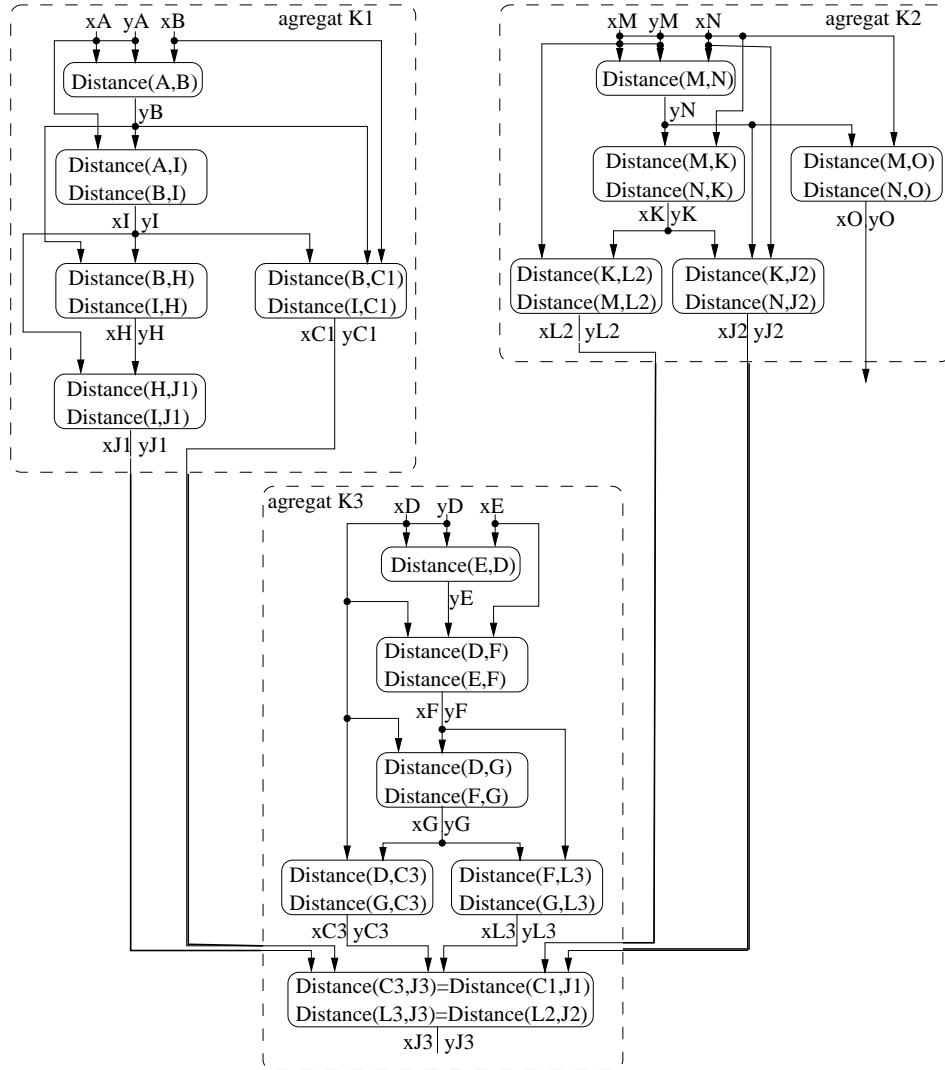 agregat K1
xA yA xB
Distance(A,B)
yB
Distance(A,I)
Distance(B,I)
xI yI
Distance(B,H)
Distance(I,H)
xH yH
Distance(B,C1)
Distance(I,C1)
xC1 yC1
Distance(H,J1)
Distance(I,J1)
xJ1 yJ1
agregat K2
xM yM xN
Distance(M,N)
yN
Distance(M,K)
Distance(N,K)
xK yK
Distance(M,O)
Distance(N,O)
xO yO
Distance(K,L2)
Distance(M,L2)
xL2 yL2
Distance(K,J2)
Distance(N,J2)
xJ2 yJ2
agregat K3
xD yD xE
Distance(E,D)
yE
Distance(D,F)
Distance(E,F)
xF yF
Distance(D,G)
Distance(F,G)
xG yG
Distance(D,C3)
Distance(G,C3)
xC3 yC3
Distance(F,L3)
Distance(G,L3)
xL3 yL3
Distance(C3,J3)=Distance(C1,J1)
Distance(L3,J3)=Distance(L2,J2)
xJ3 yJ3